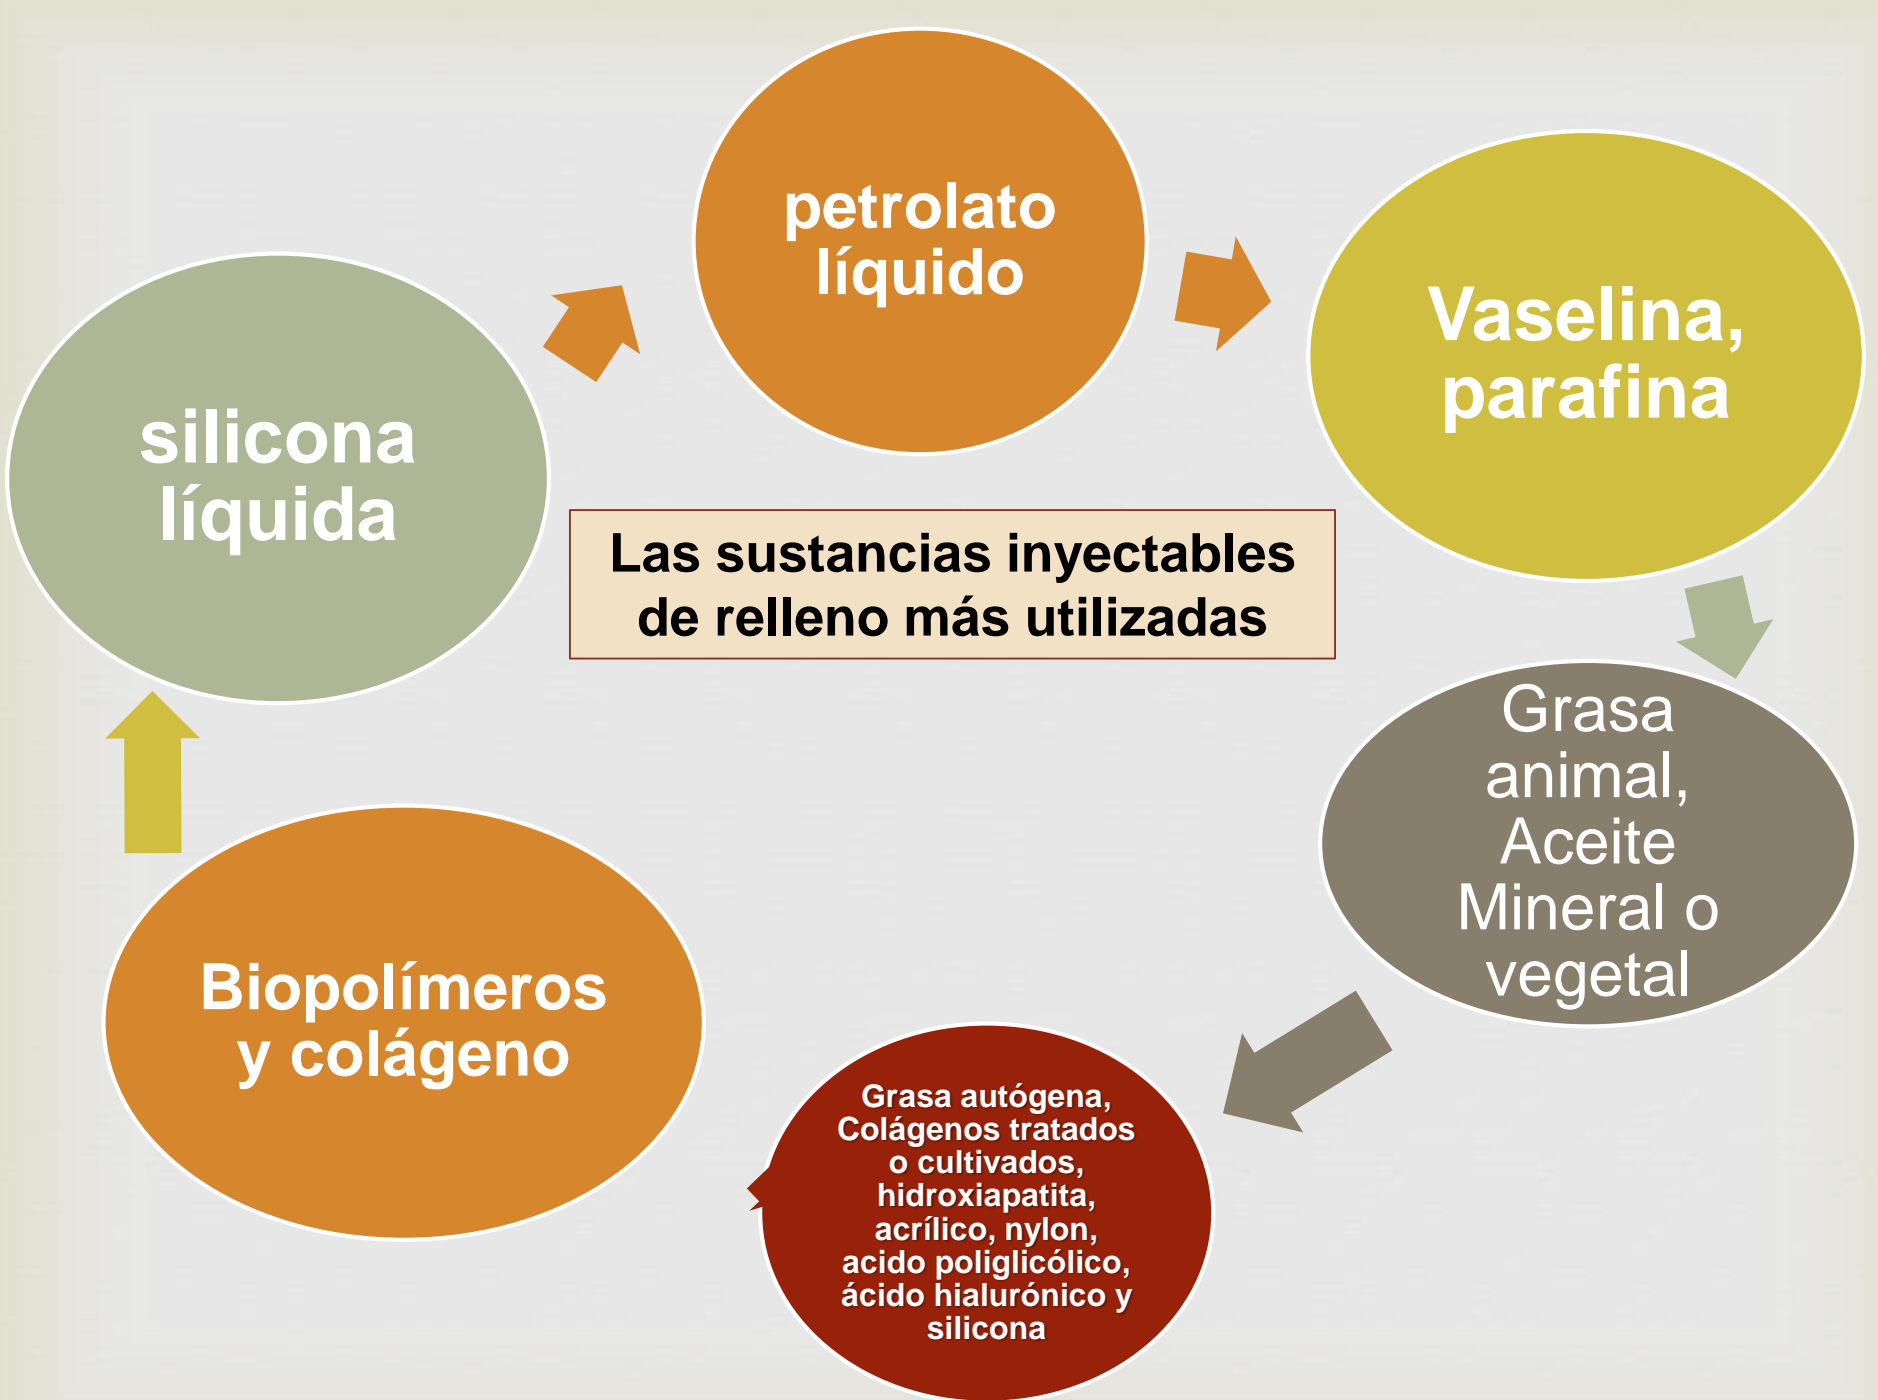 petrolato
líquido
Vaselina,
parafina
silicona
líquida
Las sustancias inyectables
de relleno más utilizadas
Grasa
animal,
Aceite
Mineral o
vegetal
Biopolímeros
y colágeno
Grasa autógena,
Colágenos tratados
o cultivados,
hidroxiapatita,
acrílico, nylon,
acido poliglicólico,
ácido hialurónico y
silicona